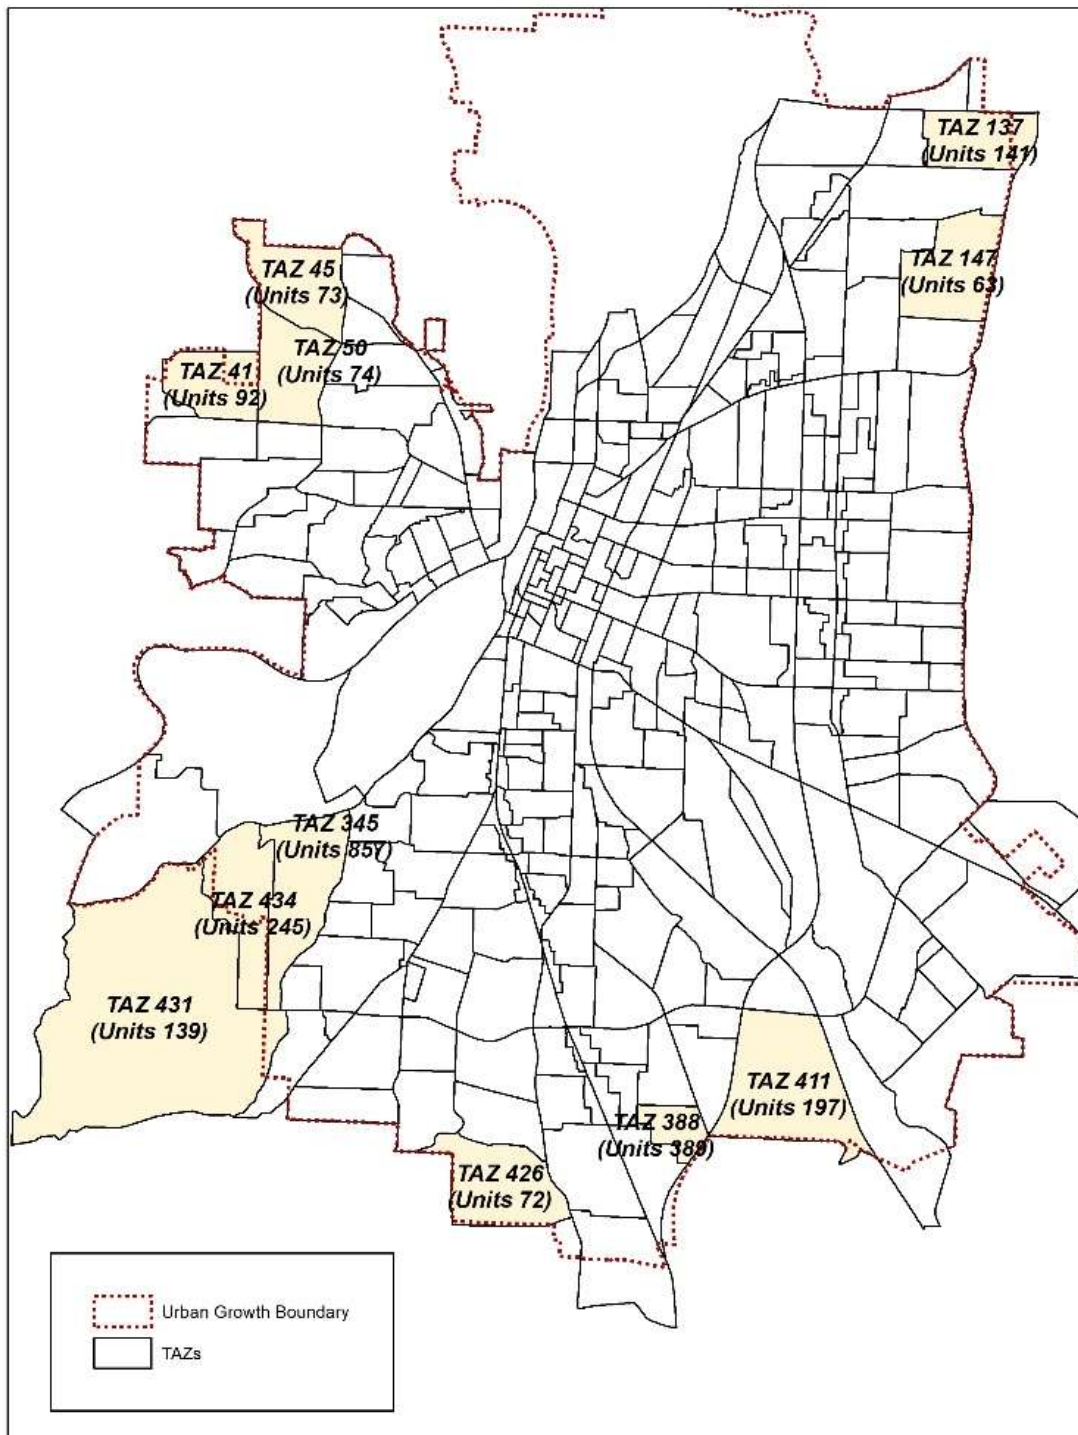 TAZ 137
(Units 141)
TAZ 147
(Units 63)
TAZ 45
(Units 73)
TAZ 50
(Units 74)
TAZ 41
(Units 92)
TAZ 345
(Units 857)
TAZ 434
(Units 245)
TAZ 431
(Units 139)
TAZ 411
(Units 197)
TAZ 388
(Units 389)
TAZ 426
(Units 72)
Urban Growth Boundary
TAZs